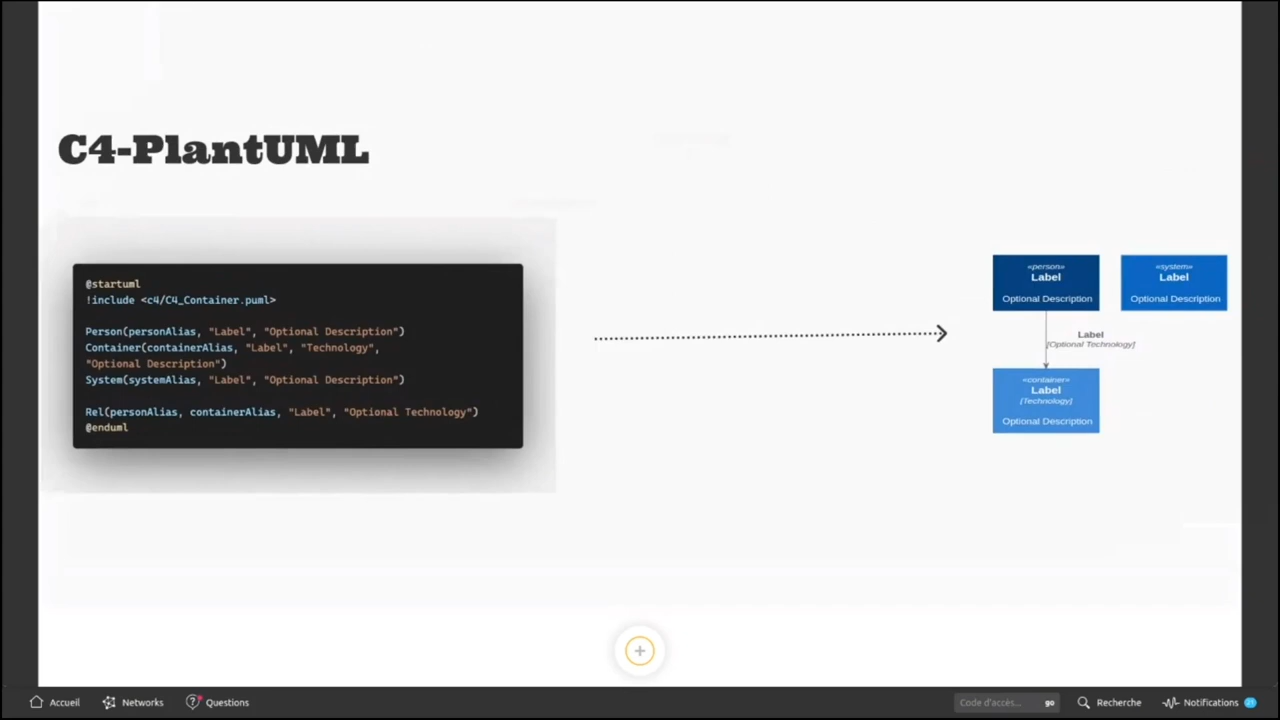 C4-PlantUML
@startuml
!include <c4/C4_Container.puml>
Person(personAlias, "Label", "Optional Description")
Container(containerAlias, "Label", "Technology",
"Optional Description")
System(systemAlias, "Label", "Optional Description")
Rel(personAlias, containerAlias, "Label", "Optional Technology")
@enduml
«person»
Label
Optional Description
«system»
Label
Optional Description
Label
[Optional Technology]
«container»
Label
[Technology]
Optional Description
Accueil
Networks
Questions
Code d'accès...
go
Recherche
Notifications